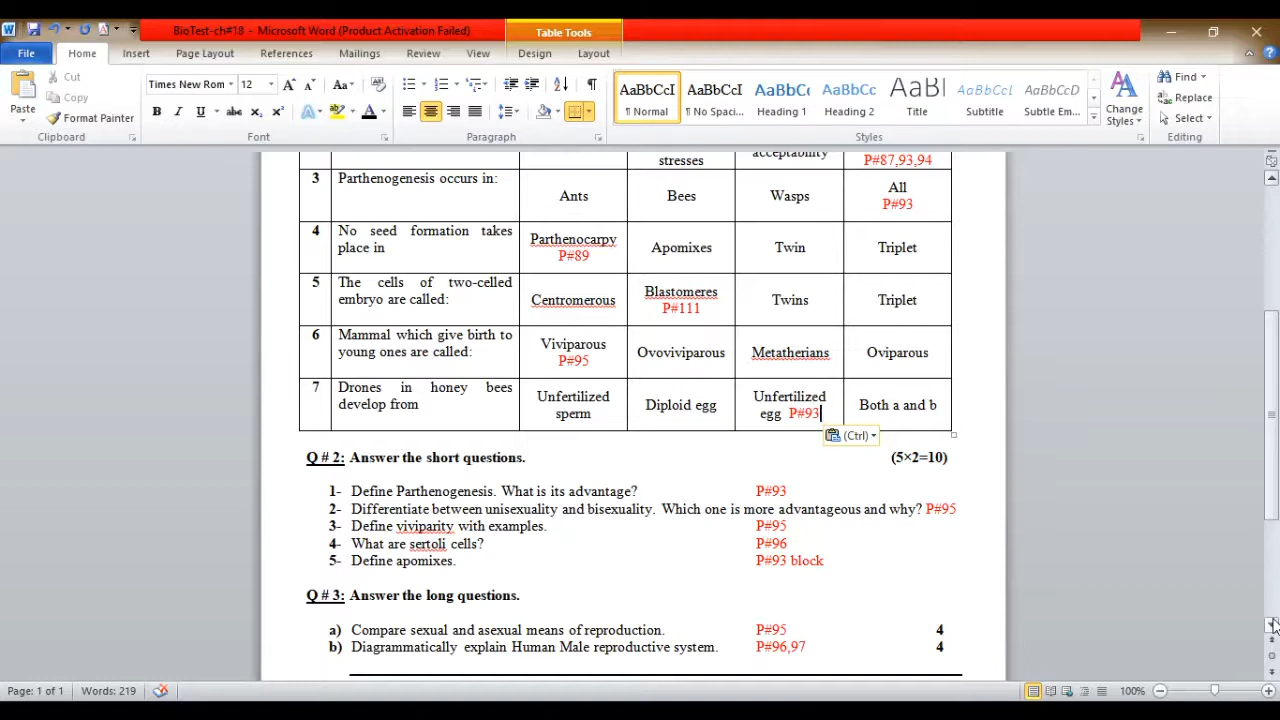 BioTest-ch#18 - Microsoft Word (Product Activation Failed)
Table Tools
File Home Insert Page Layout References Mailings Review View Design Layout
Paste
Cut
Copy
Format Painter
Clipboard
Times New Rom 12
Font
Paragraph
AaBbCcI AaBbCcI AaBbCc AaBbCc AaBbI AaBbCcI AaBbCcD
¶ Normal ¶ No Spaci... Heading 1 Heading 2 Title Subtitle Subtle Em...
Styles
Change Styles
Find
Replace
Select
Editing
stresses acceptability P#87,93,94
3 Parthenogesis occurs in: Ants Bees Wasps All
P#93
4 No seed formation takes place in Parthenocarpy Apomixes Twin Triplet
P#89
5 The cells of two-celled embryo are called: Centromerous Blastomeres Twins Triplet
P#111
6 Mammal which give birth to young ones are called: Viviparous Ovoviviparous Metatherians Oviparous
P#95
7 Drones in honey bees develop from Unfertilized sperm Diploid egg Unfertilized egg P#93 Both a and b
(Ctrl)
Q # 2: Answer the short questions. (5×2=10)
1- Define Parthenogesis. What is its advantage? P#93
2- Differentiate between unisexuality and bisexuality. Which one is more advantageous and why? P#95
3- Define viviparity with examples. P#95
4- What are sertoli cells? P#96
5- Define apomixes. P#93 block
Q # 3: Answer the long questions.
a) Compare sexual and asexual means of reproduction. P#95 4
b) Diagrammatically explain Human Male reproductive system. P#96,97 4
Page: 1 of 1 Words: 219 100%